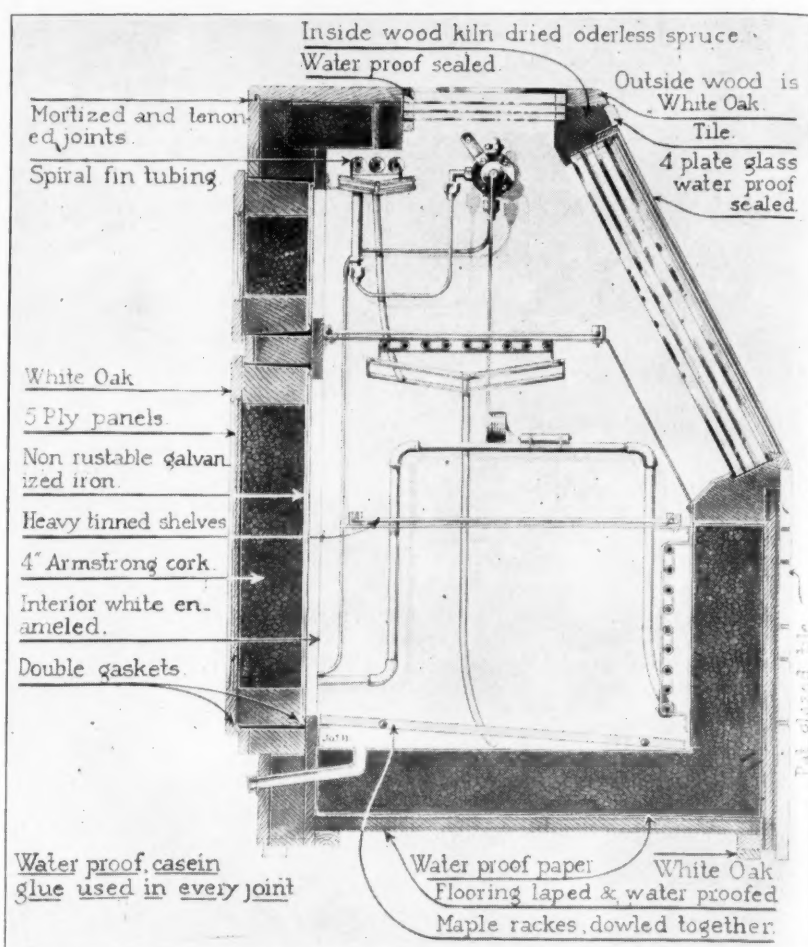 Inside wood kiln dried oderless spruce.
Water proof sealed.
Outside wood is
White Oak.
Tile.
4 plate glass
water proof
sealed.
Mortized and tenon
ed joints.
Spiral fin tubing.
White Oak
5 Ply panels.
Non rustable galvan
ized iron.
Heavy tinned shelves
4" Armstrong cork.
Interior white en_
ameled.
Double gaskets.
Water proof, casein
glue used in every joint
Water proof paper
White Oak
Flooring laped & water proofed
Maple rackes, dowled together.